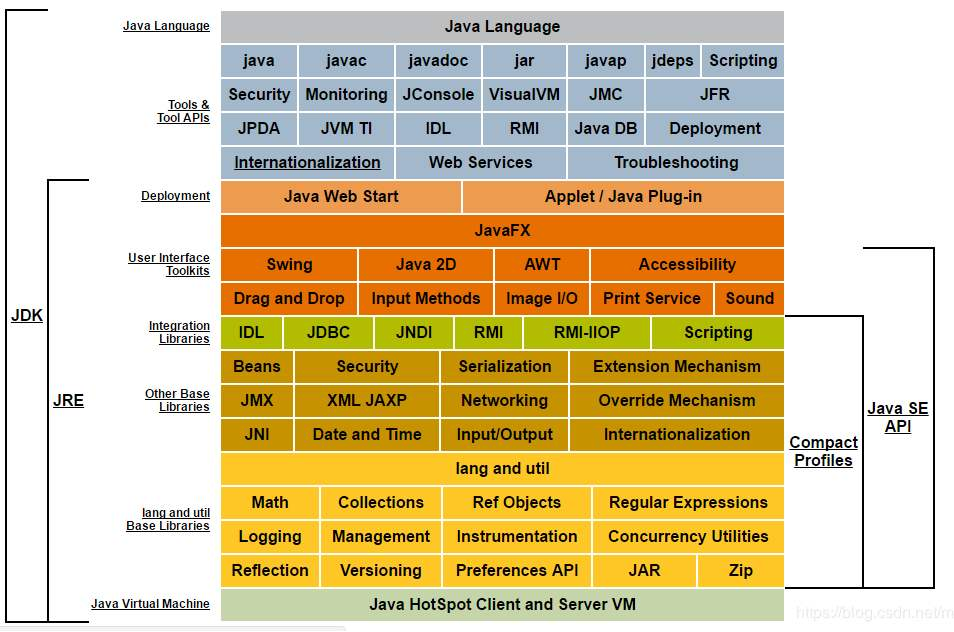 Java Language Java Language
java javac javadoc jar javap jdeps Scripting
Tools &
Tool APIs
Security Monitoring JConsole VisualVM JMC JFR
JPDA JVM TI IDL RMI Java DB Deployment
Internationalization Web Services Troubleshooting
Deployment Java Web Start Applet / Java Plug-in
JavaFX
User Interface
Toolkits
Swing Java 2D AWT Accessibility
Drag and Drop Input Methods Image I/O Print Service Sound
JDK
Integration
Libraries
IDL JDBC JNDI RMI RMI-IIOP Scripting
Beans Security Serialization Extension Mechanism
JRE
Other Base
Libraries
JMX XML JAXP Networking Override Mechanism
Java SE
API
JNI Date and Time Input/Output Internationalization
Compact
Profiles
lang and util
lang and util
Base Libraries
Math Collections Ref Objects Regular Expressions
Logging Management Instrumentation Concurrency Utilities
Reflection Versioning Preferences API JAR Zip
Java Virtual Machine Java HotSpot Client and Server VM
https://blog.csdn.net/m